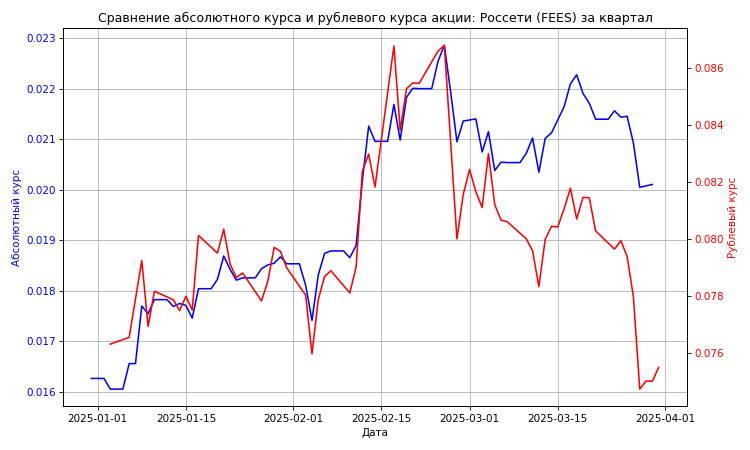 Сравнение абсолютного курса и рублевого курса акции: Россети (FEES) за квартал
0.023
0.022
0.021
0.020
0.019
0.018
0.017
0.016
Абсолютный курс
0.086
0.084
0.082
0.080
0.078
0.076
Рублевый курс
2025-01-01 2025-01-15 2025-02-01 2025-02-15 2025-03-01 2025-03-15 2025-04-01
Дата